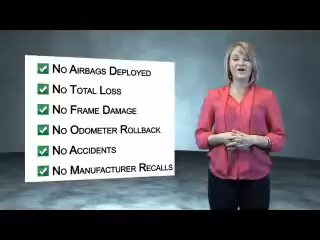 No Airbags Deployed
No Total Loss
No Frame Damage
No Odometer Rollback
No Accidents
No Manufacturer Recalls